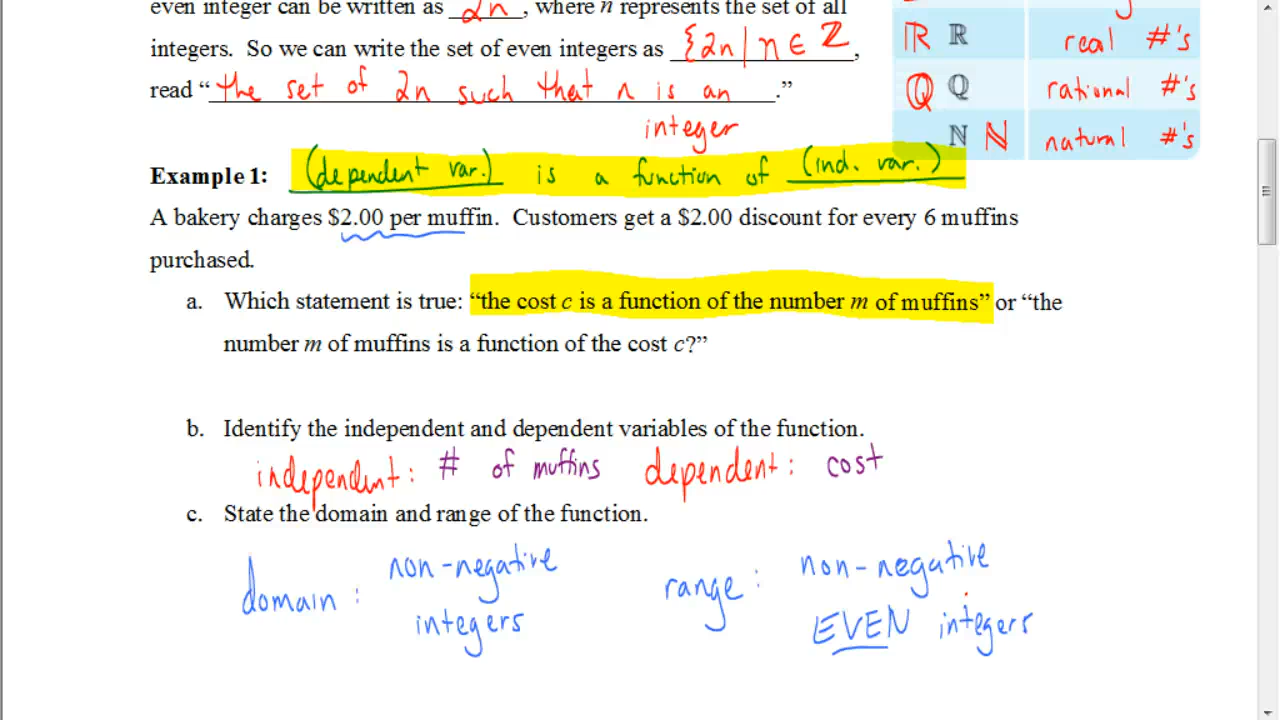 even integer can be written as 2n, where n represents the set of all
integers. So we can write the set of even integers as {2n | n ∈ ℤ,
read “the set of 2n such that n is an .”
integer
ℝ ℝ real #'s
ℚ ℚ rational #'s
ℕ ℕ natural #'s
Example 1: (dependent var.) is a function of (ind. var.)
A bakery charges $2.00 per muffin. Customers get a $2.00 discount for every 6 muffins
purchased.
a. Which statement is true: “the cost c is a function of the number m of muffins” or “the
number m of muffins is a function of the cost c?”
b. Identify the independent and dependent variables of the function.
independent: # of muffins dependent: cost
c. State the domain and range of the function.
domain: non-negative integers
range: non-negative EVEN integers